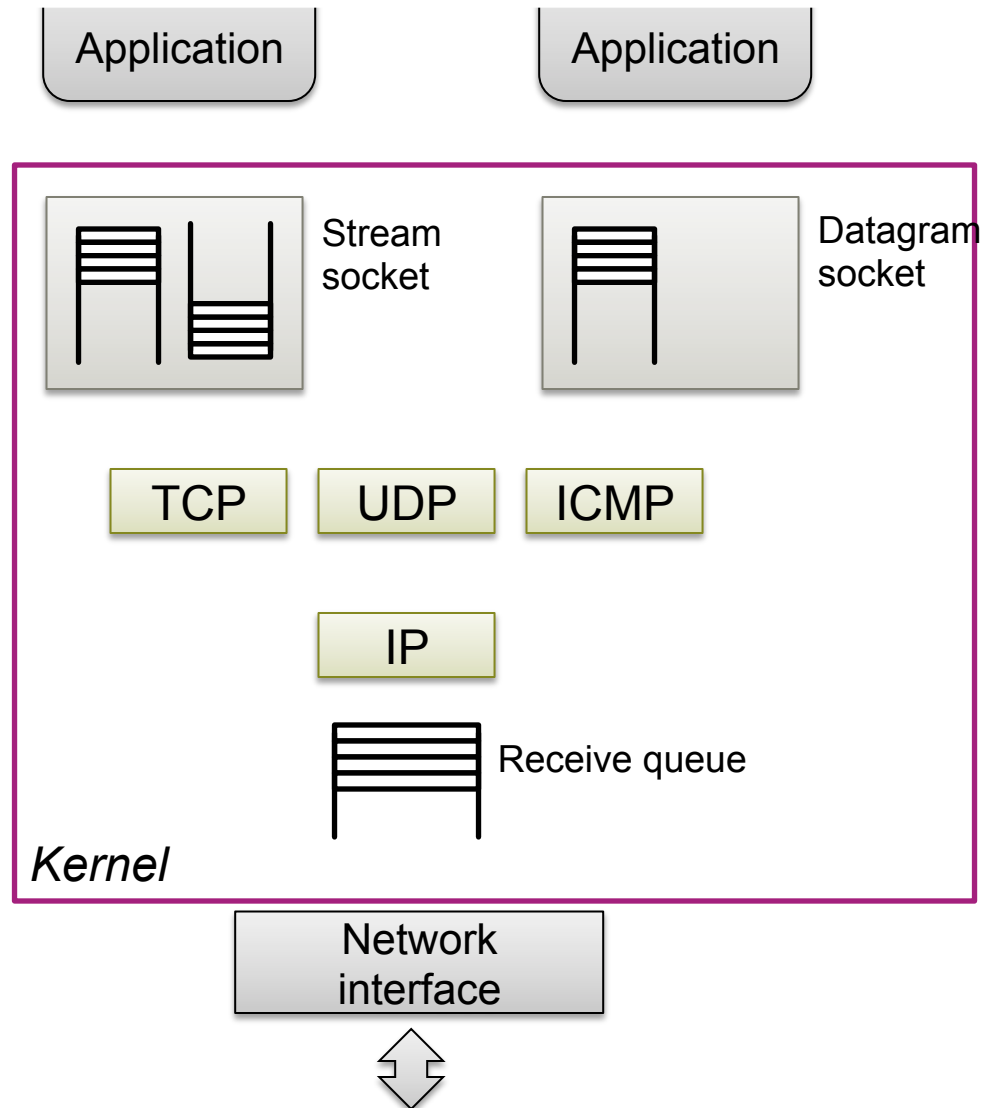 Application
Application
Stream
socket
Datagram
socket
TCP
UDP
ICMP
IP
Receive queue
Kernel
Network
interface